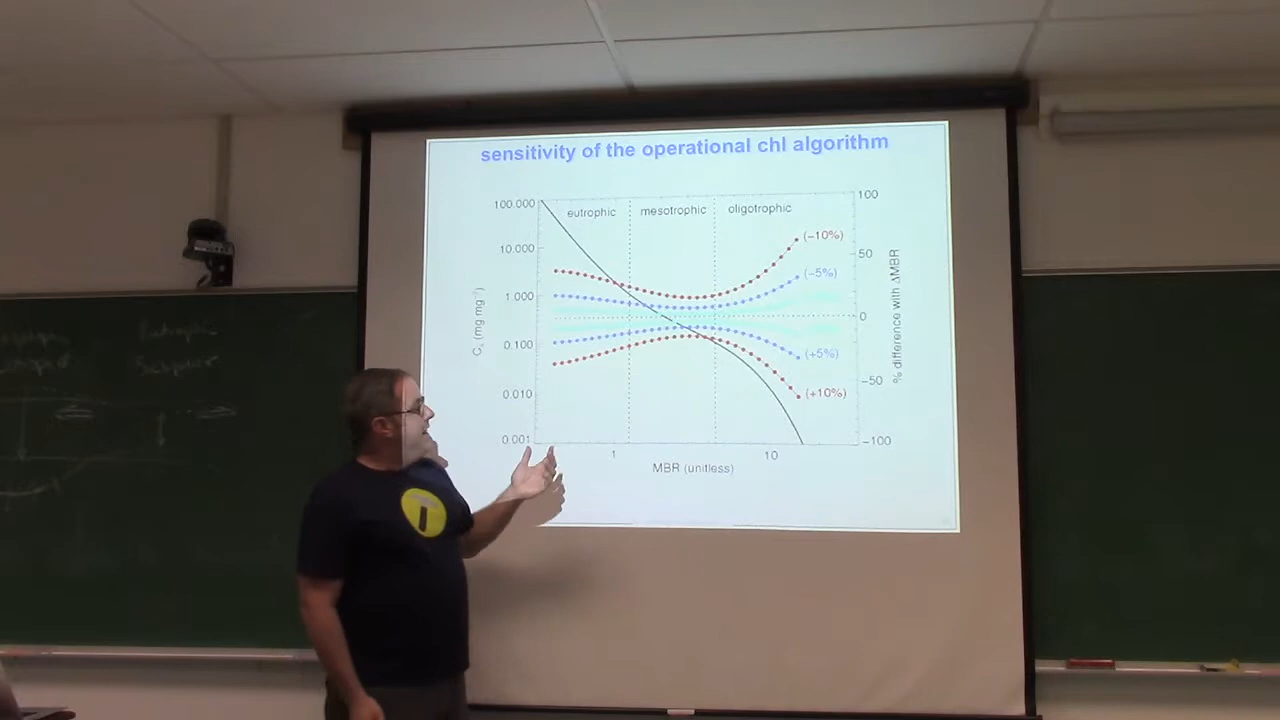 sensitivity of the operational chl algorithm
100.000
10.000
1.000
0.100
0.010
0.001
eutrophic
mesotrophic
oligotrophic
(−10%)
(−5%)
(+5%)
(+10%)
100
50
0
−50
−100
% difference with ΔMBR
1
10
MBR (unitless)
Eutrophic